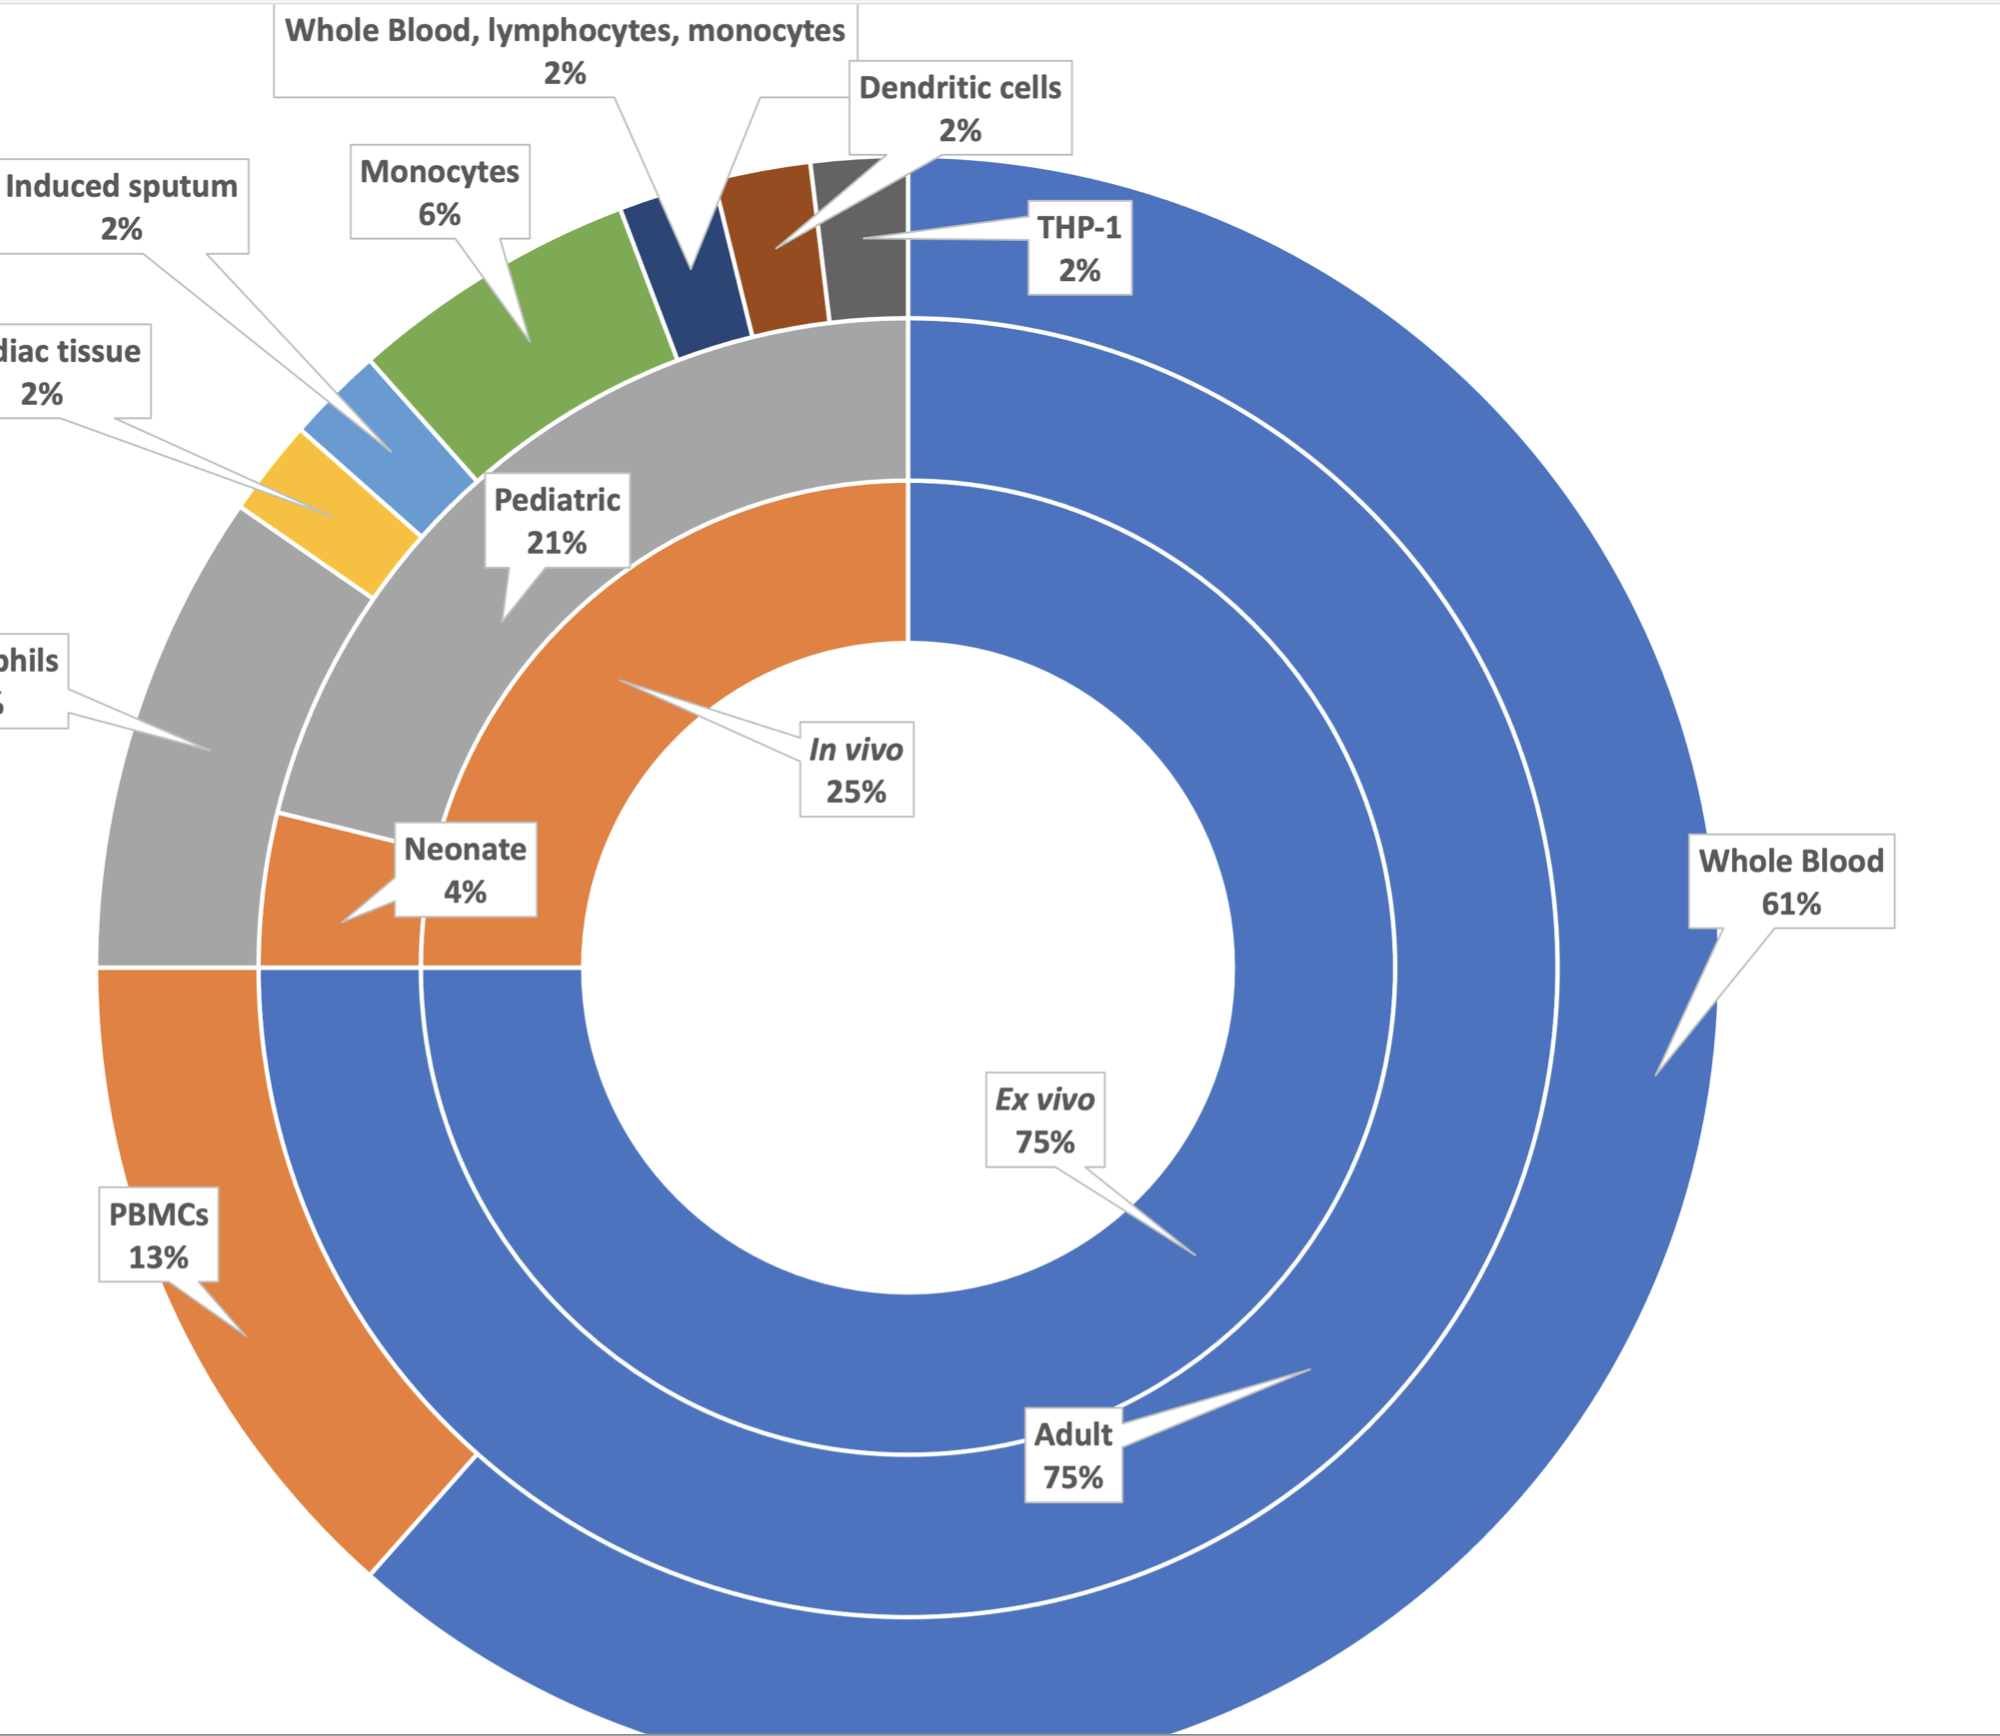 Whole Blood, lymphocytes, monocytes
2%
Dendritic cells
2%
Monocytes
6%
Induced sputum
2%
THP-1
2%
diac tissue
2%
Pediatric
21%
phils
%
In vivo
25%
Neonate
4%
Whole Blood
61%
Ex vivo
75%
PBMCs
13%
Adult
75%